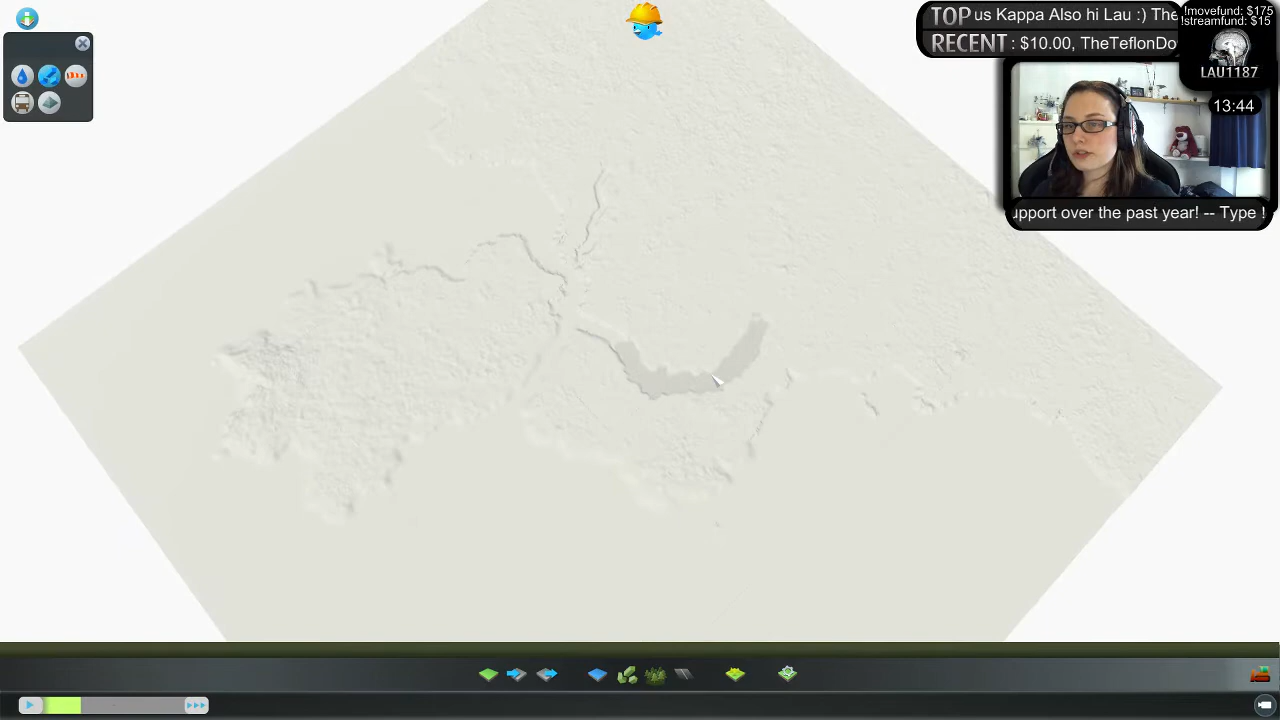 TOP us Kappa Also hi Lau :) The
!movefund: $175
!streamfund: $15
RECENT : $10.00, TheTeflonDo
LAU1187
13:44
upport over the past year! -- Type !